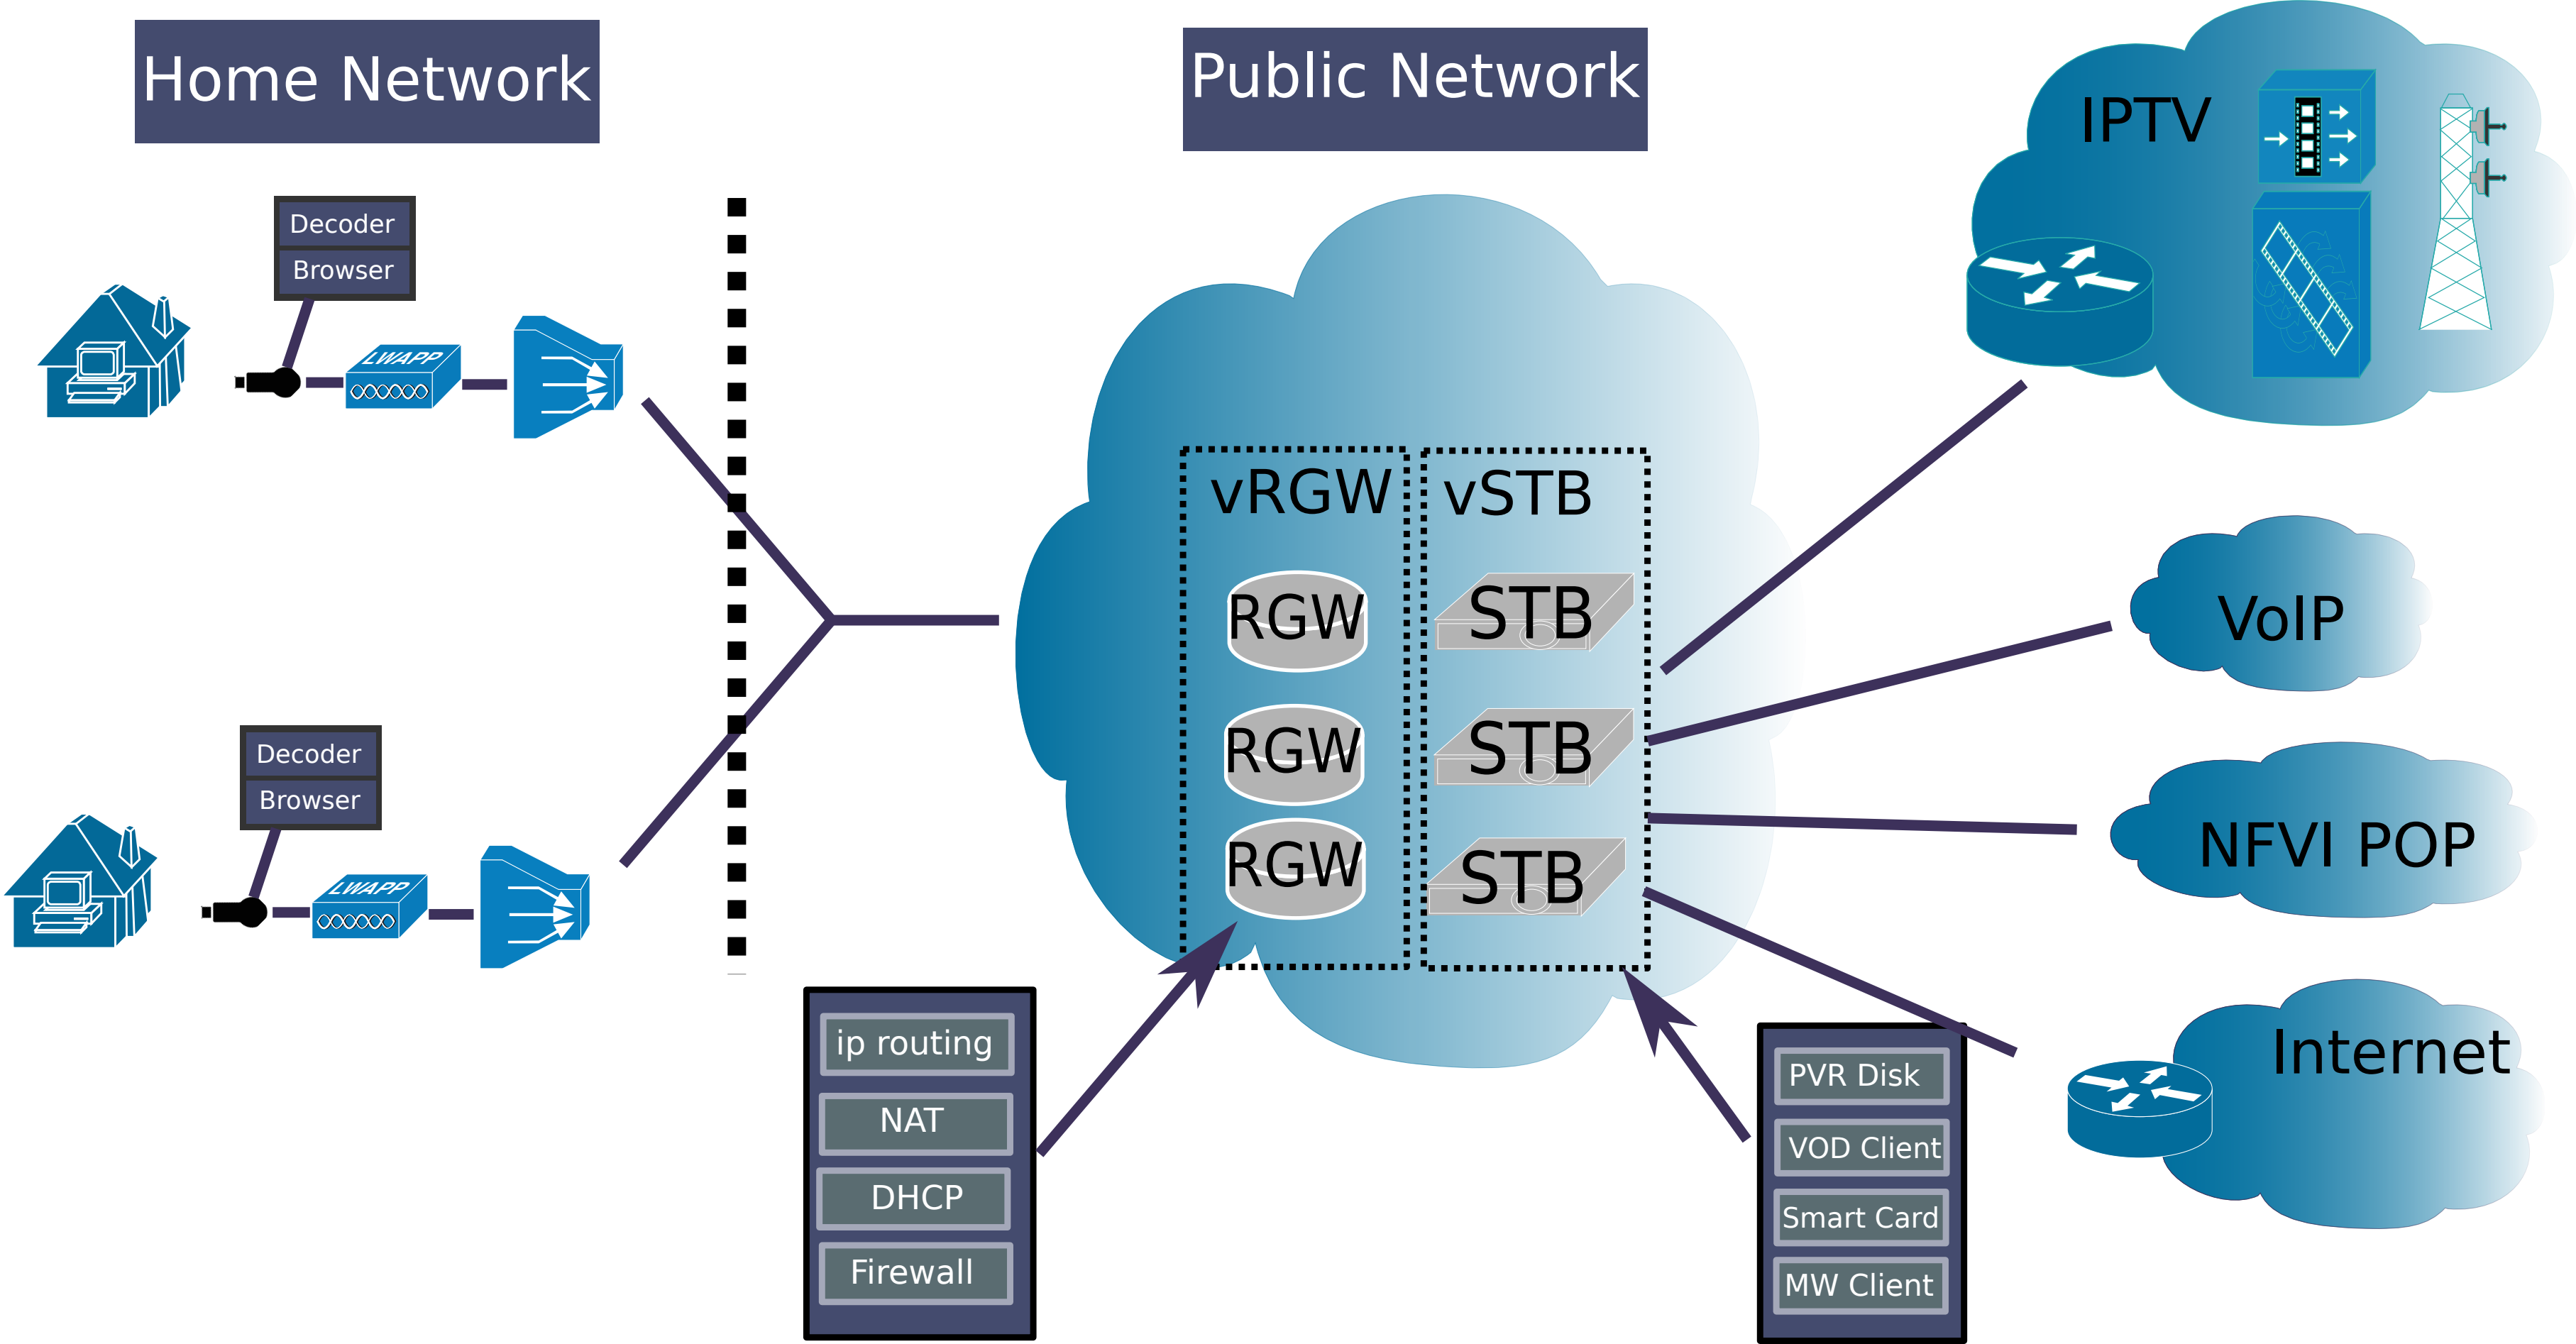 Home Network
Public Network
IPTV
Decoder
Browser
LWAPP
vRGW
vSTB
RGW
STB
RGW
STB
RGW
STB
VoIP
NFVI POP
Internet
Decoder
Browser
LWAPP
ip routing
NAT
DHCP
Firewall
PVR Disk
VOD Client
Smart Card
MW Client